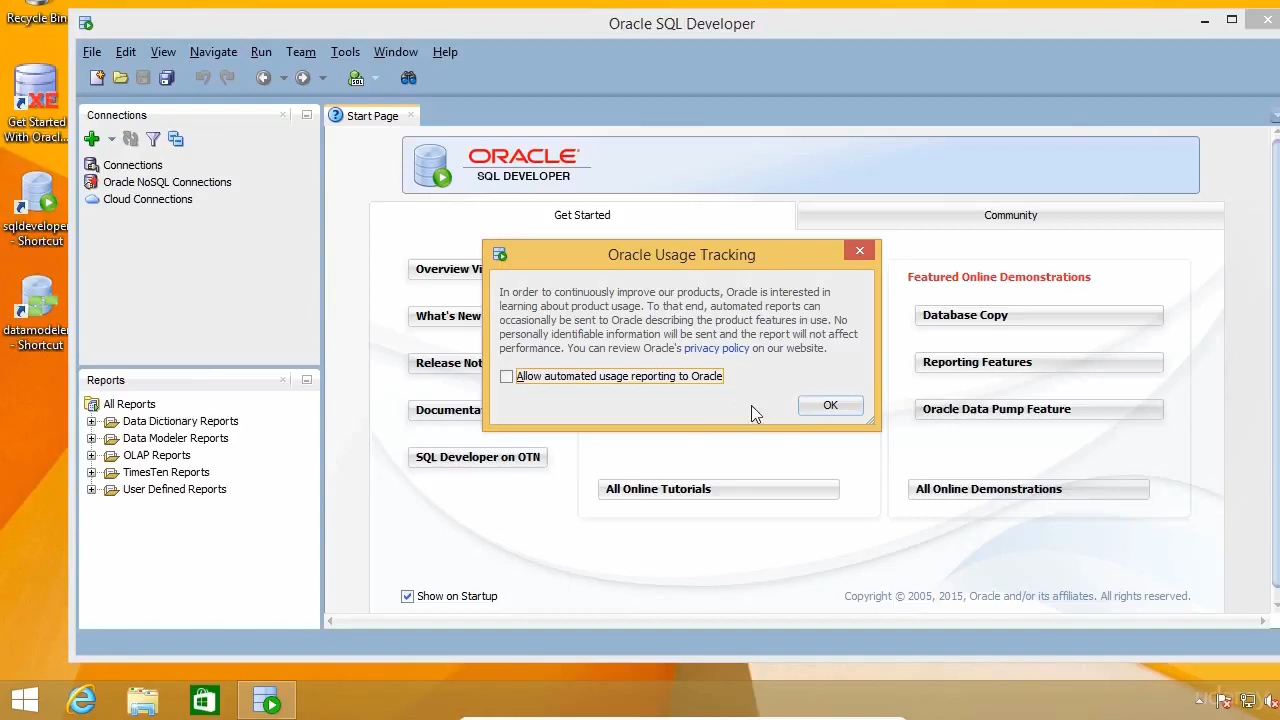 Recycle Bin
Oracle SQL Developer
File Edit View Navigate Run Team Tools Window Help
SQL
XE
Get Started
With Oracl...
Connections
Start Page
Connections
Oracle NoSQL Connections
Cloud Connections
ORACLE
SQL DEVELOPER
sqldeveloper
- Shortcut
Get Started
Community
Oracle Usage Tracking
In order to continuously improve our products, Oracle is interested in
learning about product usage. To that end, automated reports can
occasionally be sent to Oracle describing the product features in use. No
personally identifiable information will be sent and the report will not affect
performance. You can review Oracle's privacy policy on our website.
Allow automated usage reporting to Oracle
OK
Overview Vi
What's New
Release Not
Documenta
SQL Developer on OTN
Featured Online Demonstrations
Database Copy
Reporting Features
Oracle Data Pump Feature
All Online Tutorials
All Online Demonstrations
datamodeler
- Shortcut
Reports
All Reports
Data Dictionary Reports
Data Modeler Reports
OLAP Reports
TimesTen Reports
User Defined Reports
Show on Startup
Copyright © 2005, 2015, Oracle and/or its affiliates. All rights reserved.